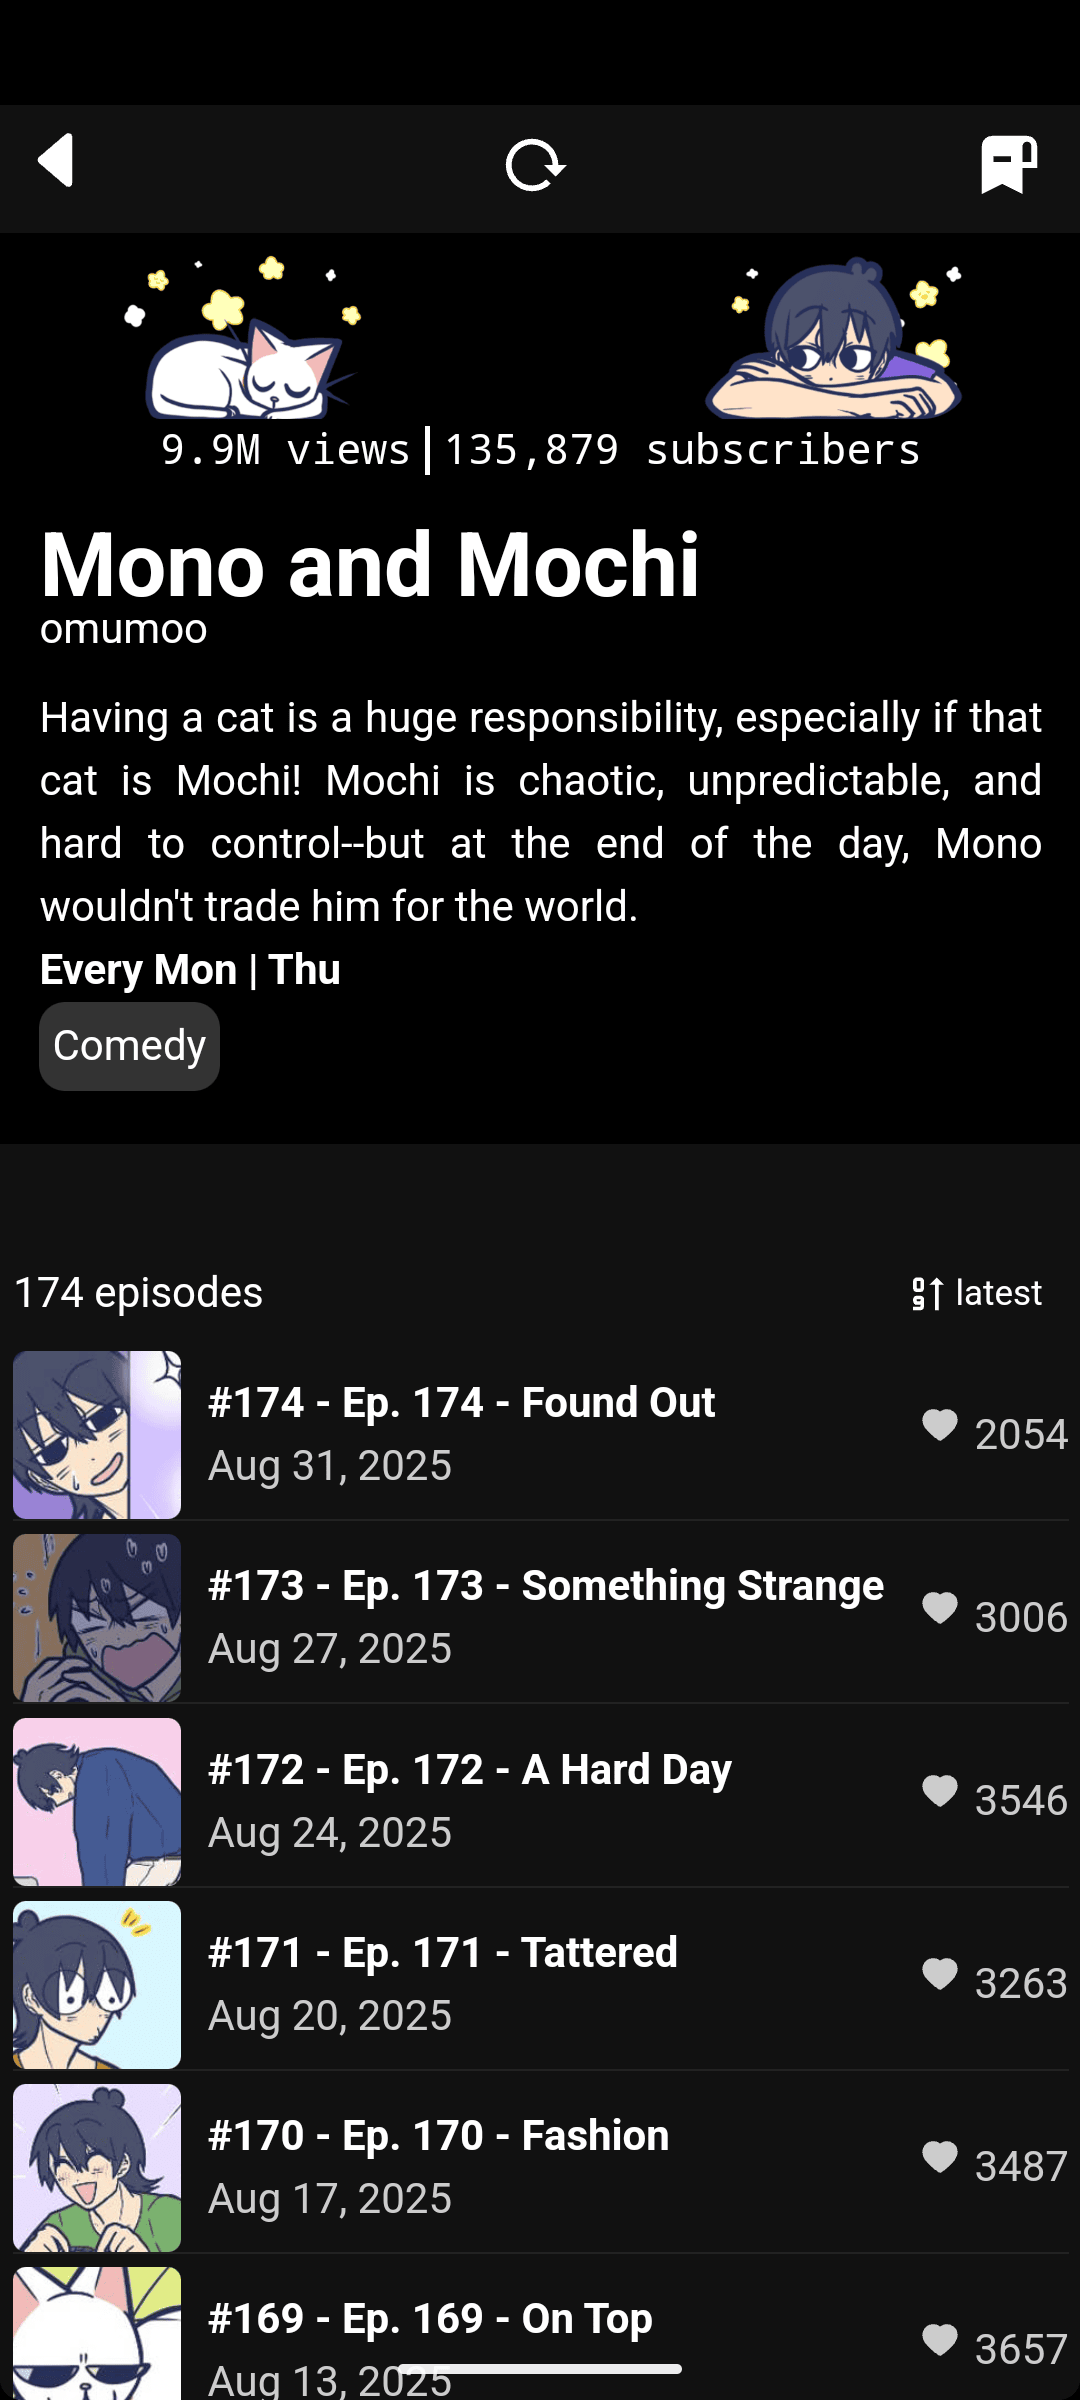 9.9M views|135,879 subscribers
Mono and Mochi
omumoo
Having a cat is a huge responsibility, especially if that
cat is Mochi! Mochi is chaotic, unpredictable, and
hard to control--but at the end of the day, Mono
wouldn't trade him for the world.
Every Mon | Thu
Comedy
174 episodes
latest
#174 - Ep. 174 - Found Out
2054
Aug 31, 2025
#173 - Ep. 173 - Something Strange
3006
Aug 27, 2025
#172 - Ep. 172 - A Hard Day
3546
Aug 24, 2025
#171 - Ep. 171 - Tattered
3263
Aug 20, 2025
#170 - Ep. 170 - Fashion
3487
Aug 17, 2025
#169 - Ep. 169 - On Top
3657
Aug 13, 2025